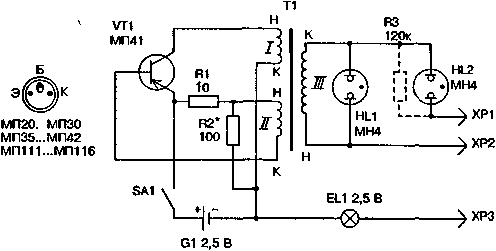 T1
VT1
МП41
Н
I
К
R1
10
Н
II
К
R2*
100
К
III
Н
R3
120к
HL1
МН4
HL2
МН4
XP1
XP2
XP3
Б
Э
К
МП20. МП30
МП35...МП42
МП111...МП116
SA1
+
−
G1 2,5 В
EL1 2,5 В